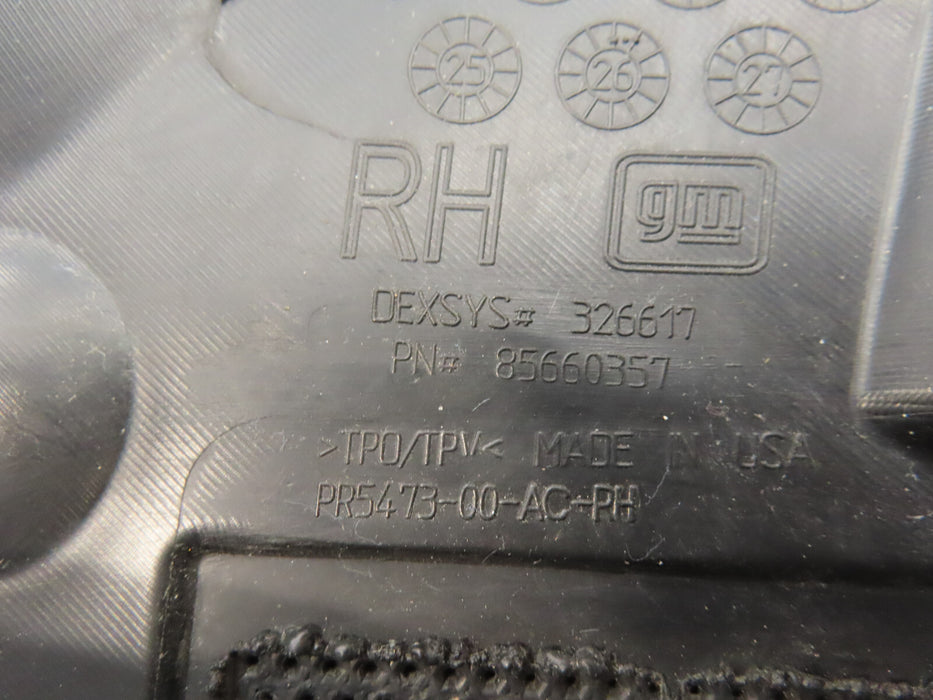 25 26 27
RH gm
DEXSYS# 326617
PN# 85660357
>TPO/TPV< MADE IN USA
PR5473-00-AC-RH